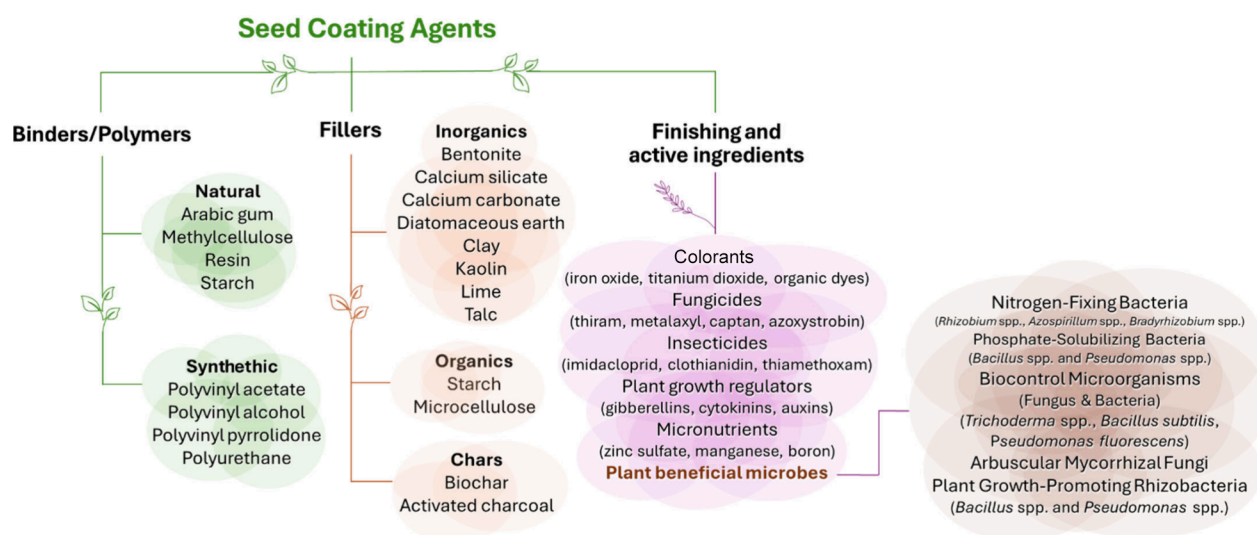 Seed Coating Agents
Binders/Polymers
Natural
Arabic gum
Methylcellulose
Resin
Starch
Synthethic
Polyvinyl acetate
Polyvinyl alcohol
Polyvinyl pyrrolidone
Polyurethane
Fillers
Inorganics
Bentonite
Calcium silicate
Calcium carbonate
Diatomaceous earth
Clay
Kaolin
Lime
Talc
Organics
Starch
Microcellulose
Chars
Biochar
Activated charcoal
Finishing and
active ingredients
Colorants
(iron oxide, titanium dioxide, organic dyes)
Fungicides
(thiram, metalaxyl, captan, azoxystrobin)
Insecticides
(imidacloprid, clothianidin, thiamethoxam)
Plant growth regulators
(gibberellins, cytokinins, auxins)
Micronutrients
(zinc sulfate, manganese, boron)
Plant beneficial microbes
Nitrogen-Fixing Bacteria
(Rhizobium spp., Azospirillum spp., Bradyrhizobium spp.)
Phosphate-Solubilizing Bacteria
(Bacillus spp. and Pseudomonas spp.)
Biocontrol Microorganisms
(Fungus & Bacteria)
(Trichoderma spp., Bacillus subtilis,
Pseudomonas fluorescens)
Arbuscular Mycorrhizal Fungi
Plant Growth-Promoting Rhizobacteria
(Bacillus spp. and Pseudomonas spp.)